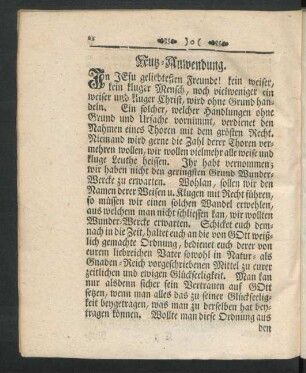 22 ) o (
Nutz-Anwendung.
In JEsu geliebtesten Freunde! kein weiser,
kein kluger Mensch, noch vielweniger ein
weiser und kluger Christ, wird ohne Grund han-
deln. Ein solcher, welcher Handlungen ohne
Grund und Ursache vornimmt, verdienet den
Nahmen eines Thoren mit dem grösten Recht.
Niemand wird gerne die Zahl derer Thoren ver-
mehren wollen, wir wollen vielmehr alle weiß und
kluge Leuthe heissen. Ihr habt vernommen,
wir haben nicht den geringsten Grund Wunder-
Wercke zu erwarten. Wohlan, sollen wir den
Namen derer Weisen u. Klugen mit Recht führen,
so müssen wir einen solchen Wandel erwehlen,
aus welchem man nicht schliessen kan, wir wollten
Wunder-Wercke erwarten. Schicket euch dem-
nach in die Zeit, haltet euch an die von GOtt weiß-
lich gemachte Ordnung, bedienet euch derer von
eurem liebreichen Vater sowohl in Natur- als
Gnaden-Reich vorgeschriebenen Mittel zu eurer
zeitlichen und ewigen Glückseeligkeit. Man kan
nur alsdenn sicher sein Vertrauen auf GOtt
setzen, wenn man alles das zu seiner Glückseelig-
keit beygetragen, was man zu derselben hat bey-
tragen können. Wollte man diese Ordnung aus
den